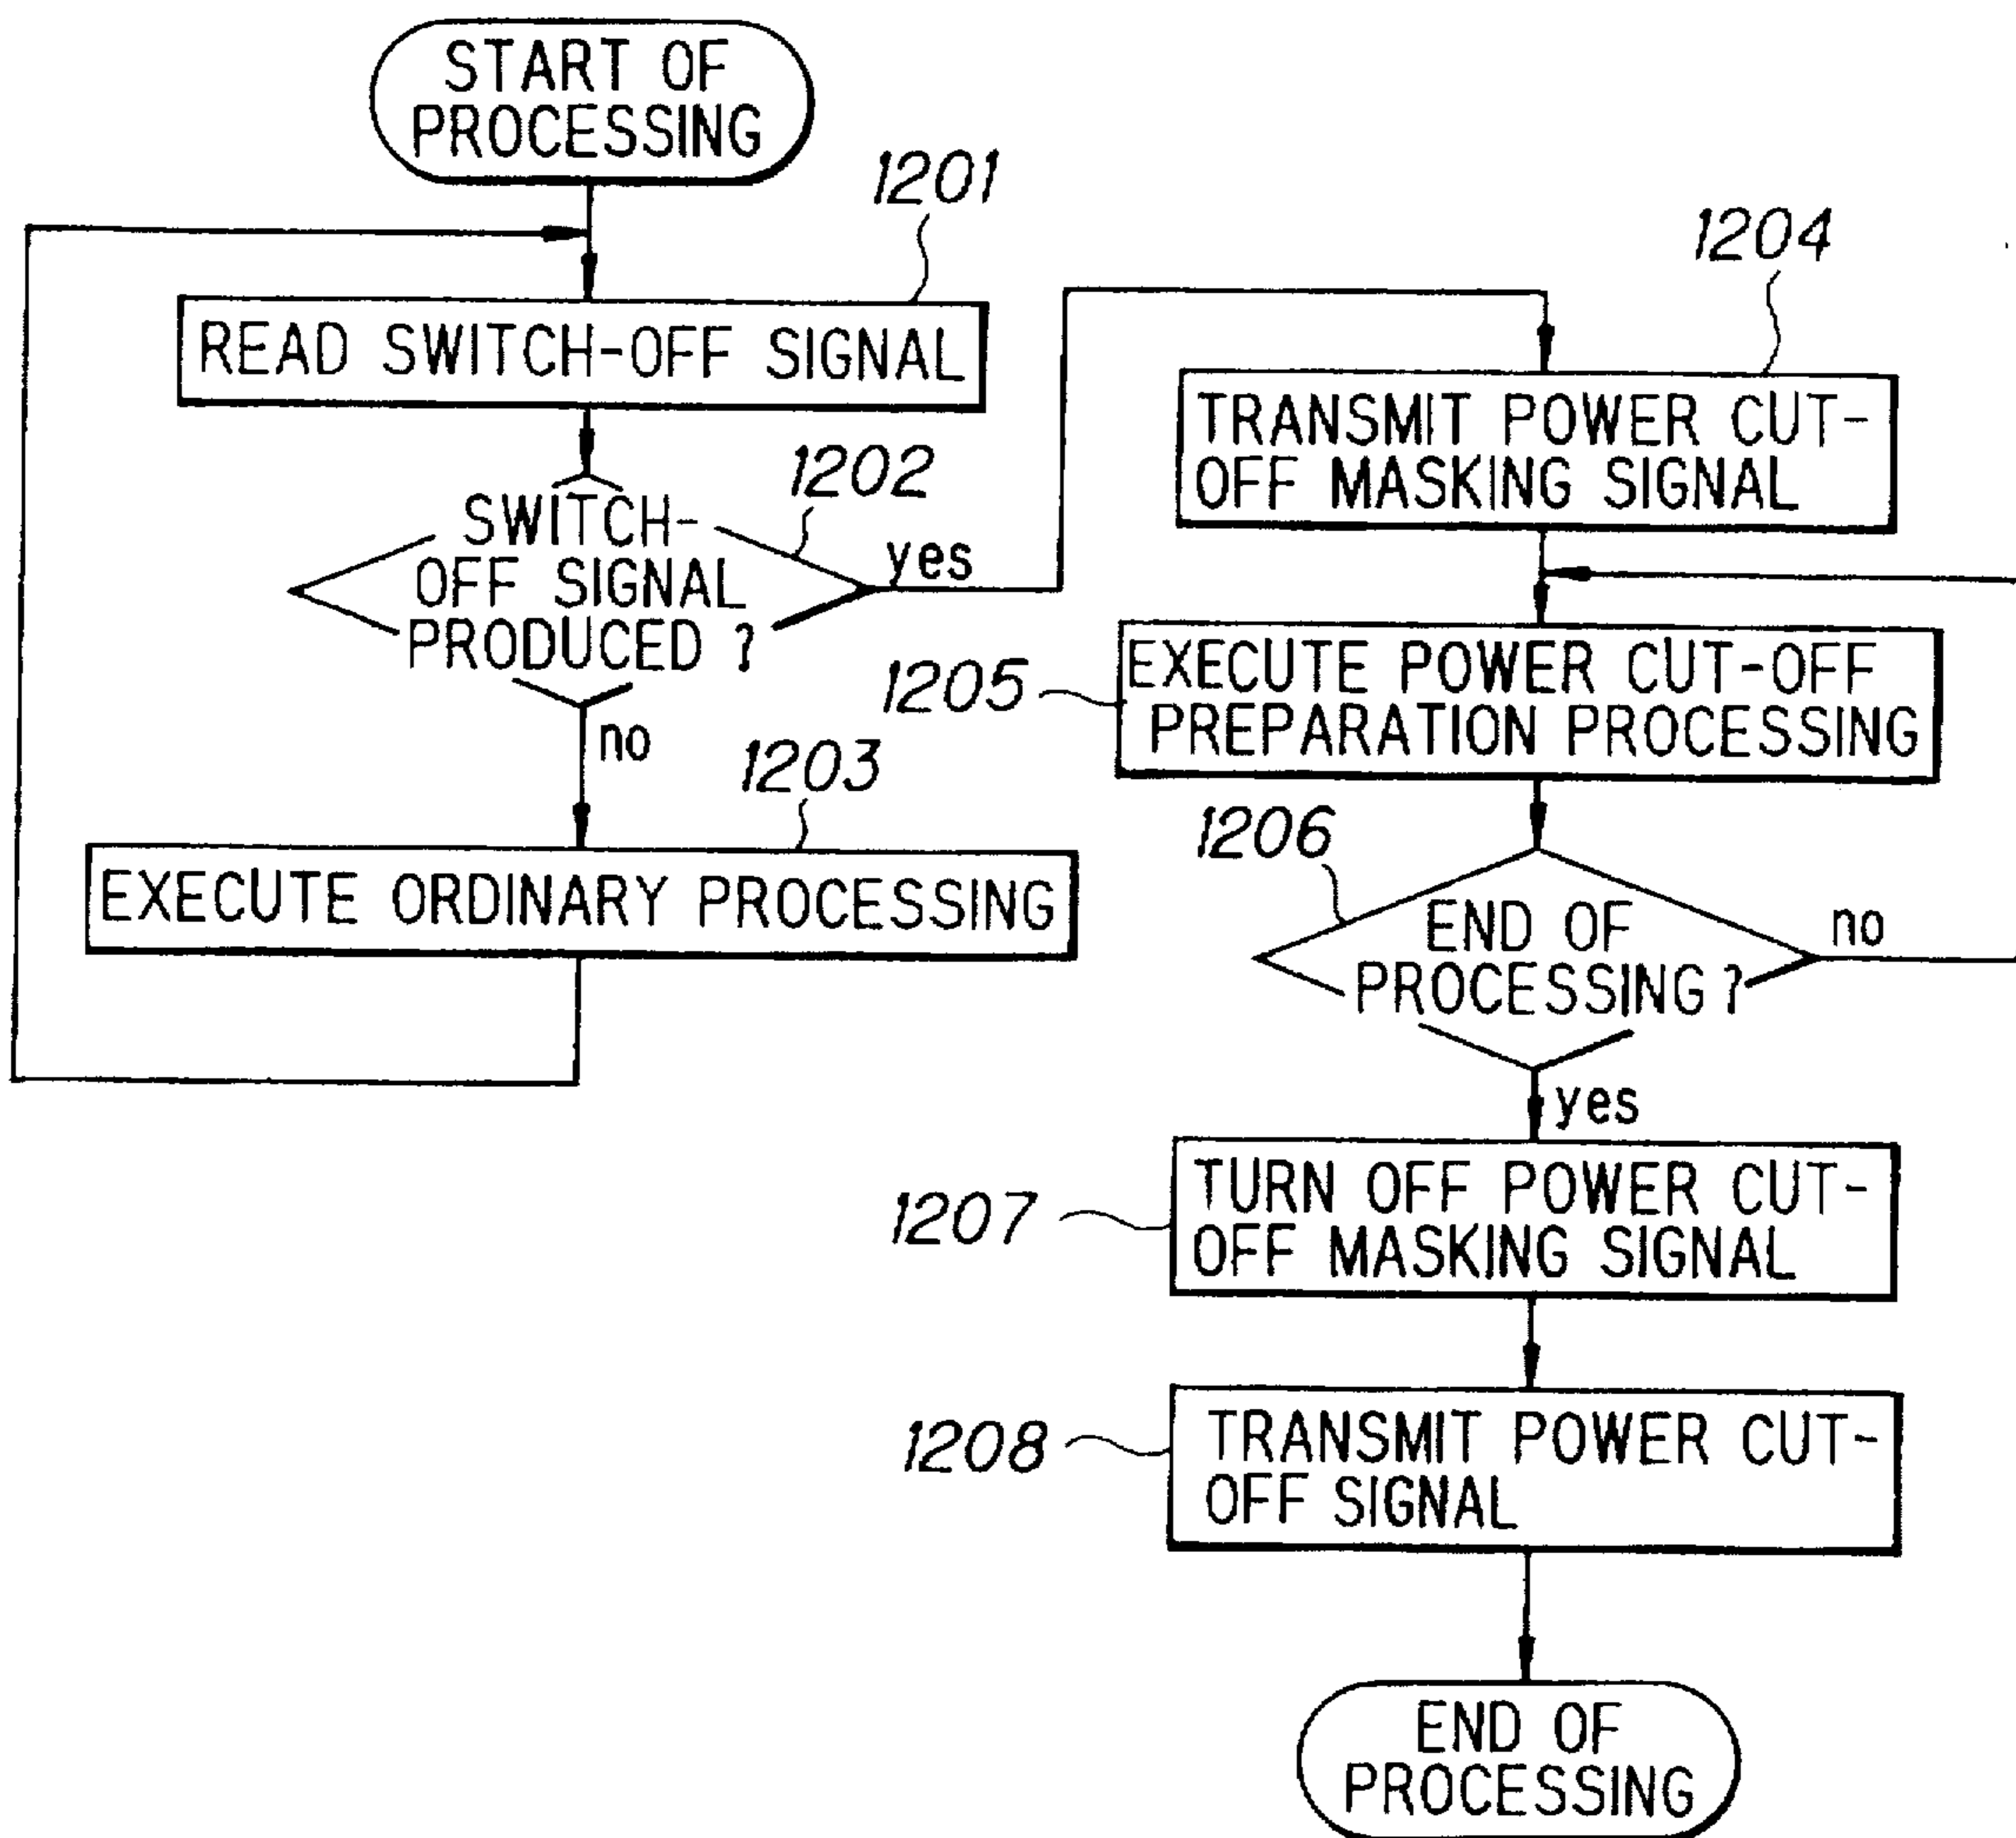 START OF
PROCESSING
1201
READ SWITCH-OFF SIGNAL
1202
SWITCH-
OFF SIGNAL
PRODUCED ?
yes
no
1203
EXECUTE ORDINARY PROCESSING
1204
TRANSMIT POWER CUT-
OFF MASKING SIGNAL
1205
EXECUTE POWER CUT-OFF
PREPARATION PROCESSING
1206
END OF
PROCESSING ?
no
yes
1207
TURN OFF POWER CUT-
OFF MASKING SIGNAL
1208
TRANSMIT POWER CUT-
OFF SIGNAL
END OF
PROCESSING